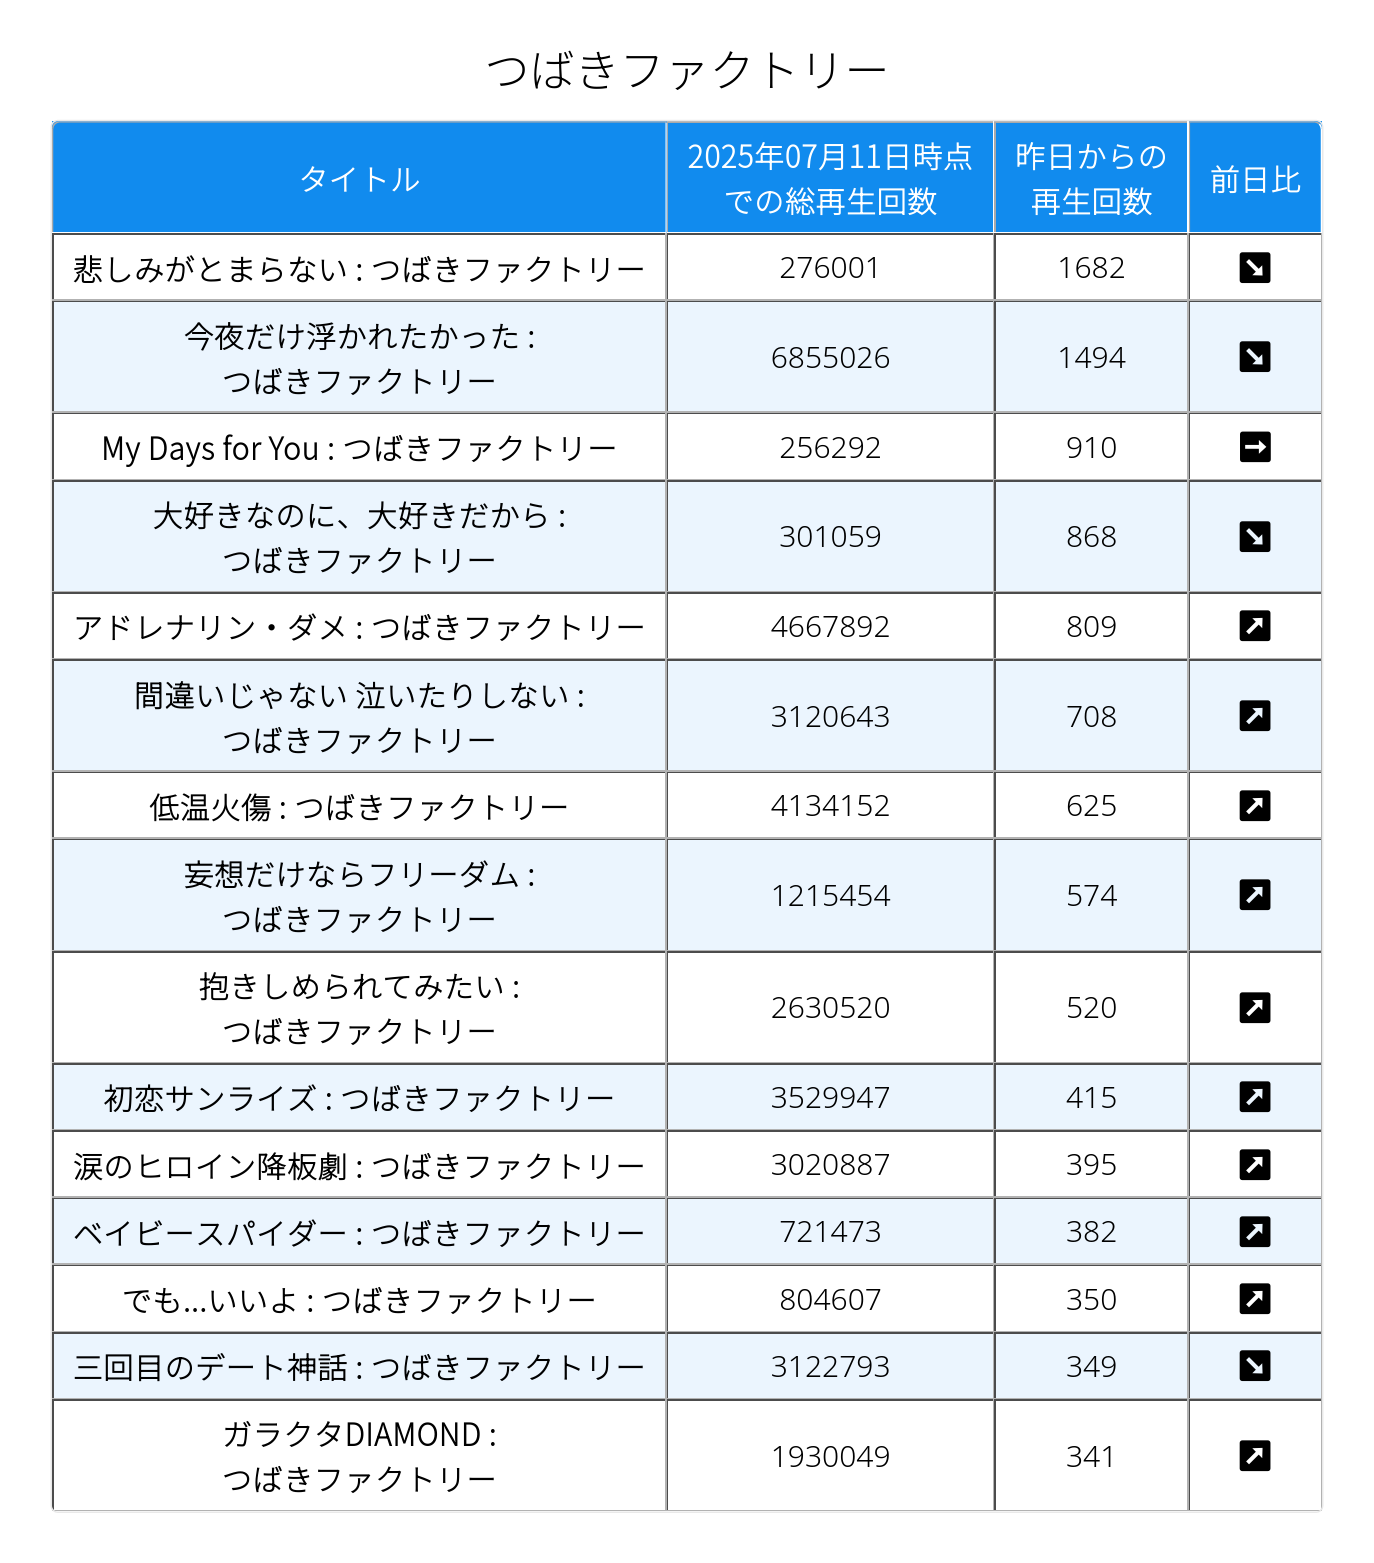 つばきファクトリー
タイトル
2025年07月11日時点
での総再生回数
昨日からの
再生回数
前日比
悲しみがとまらない : つばきファクトリー
276001
1682
今夜だけ浮かれたかった :
つばきファクトリー
6855026
1494
My Days for You : つばきファクトリー
256292
910
大好きなのに、大好きだから :
つばきファクトリー
301059
868
アドレナリン・ダメ : つばきファクトリー
4667892
809
間違いじゃない 泣いたりしない :
つばきファクトリー
3120643
708
低温火傷 : つばきファクトリー
4134152
625
妄想だけならフリーダム :
つばきファクトリー
1215454
574
抱きしめられてみたい :
つばきファクトリー
2630520
520
初恋サンライズ : つばきファクトリー
3529947
415
涙のヒロイン降板劇 : つばきファクトリー
3020887
395
ベイビースパイダー : つばきファクトリー
721473
382
でも...いいよ : つばきファクトリー
804607
350
三回目のデート神話 : つばきファクトリー
3122793
349
ガラクタDIAMOND :
つばきファクトリー
1930049
341